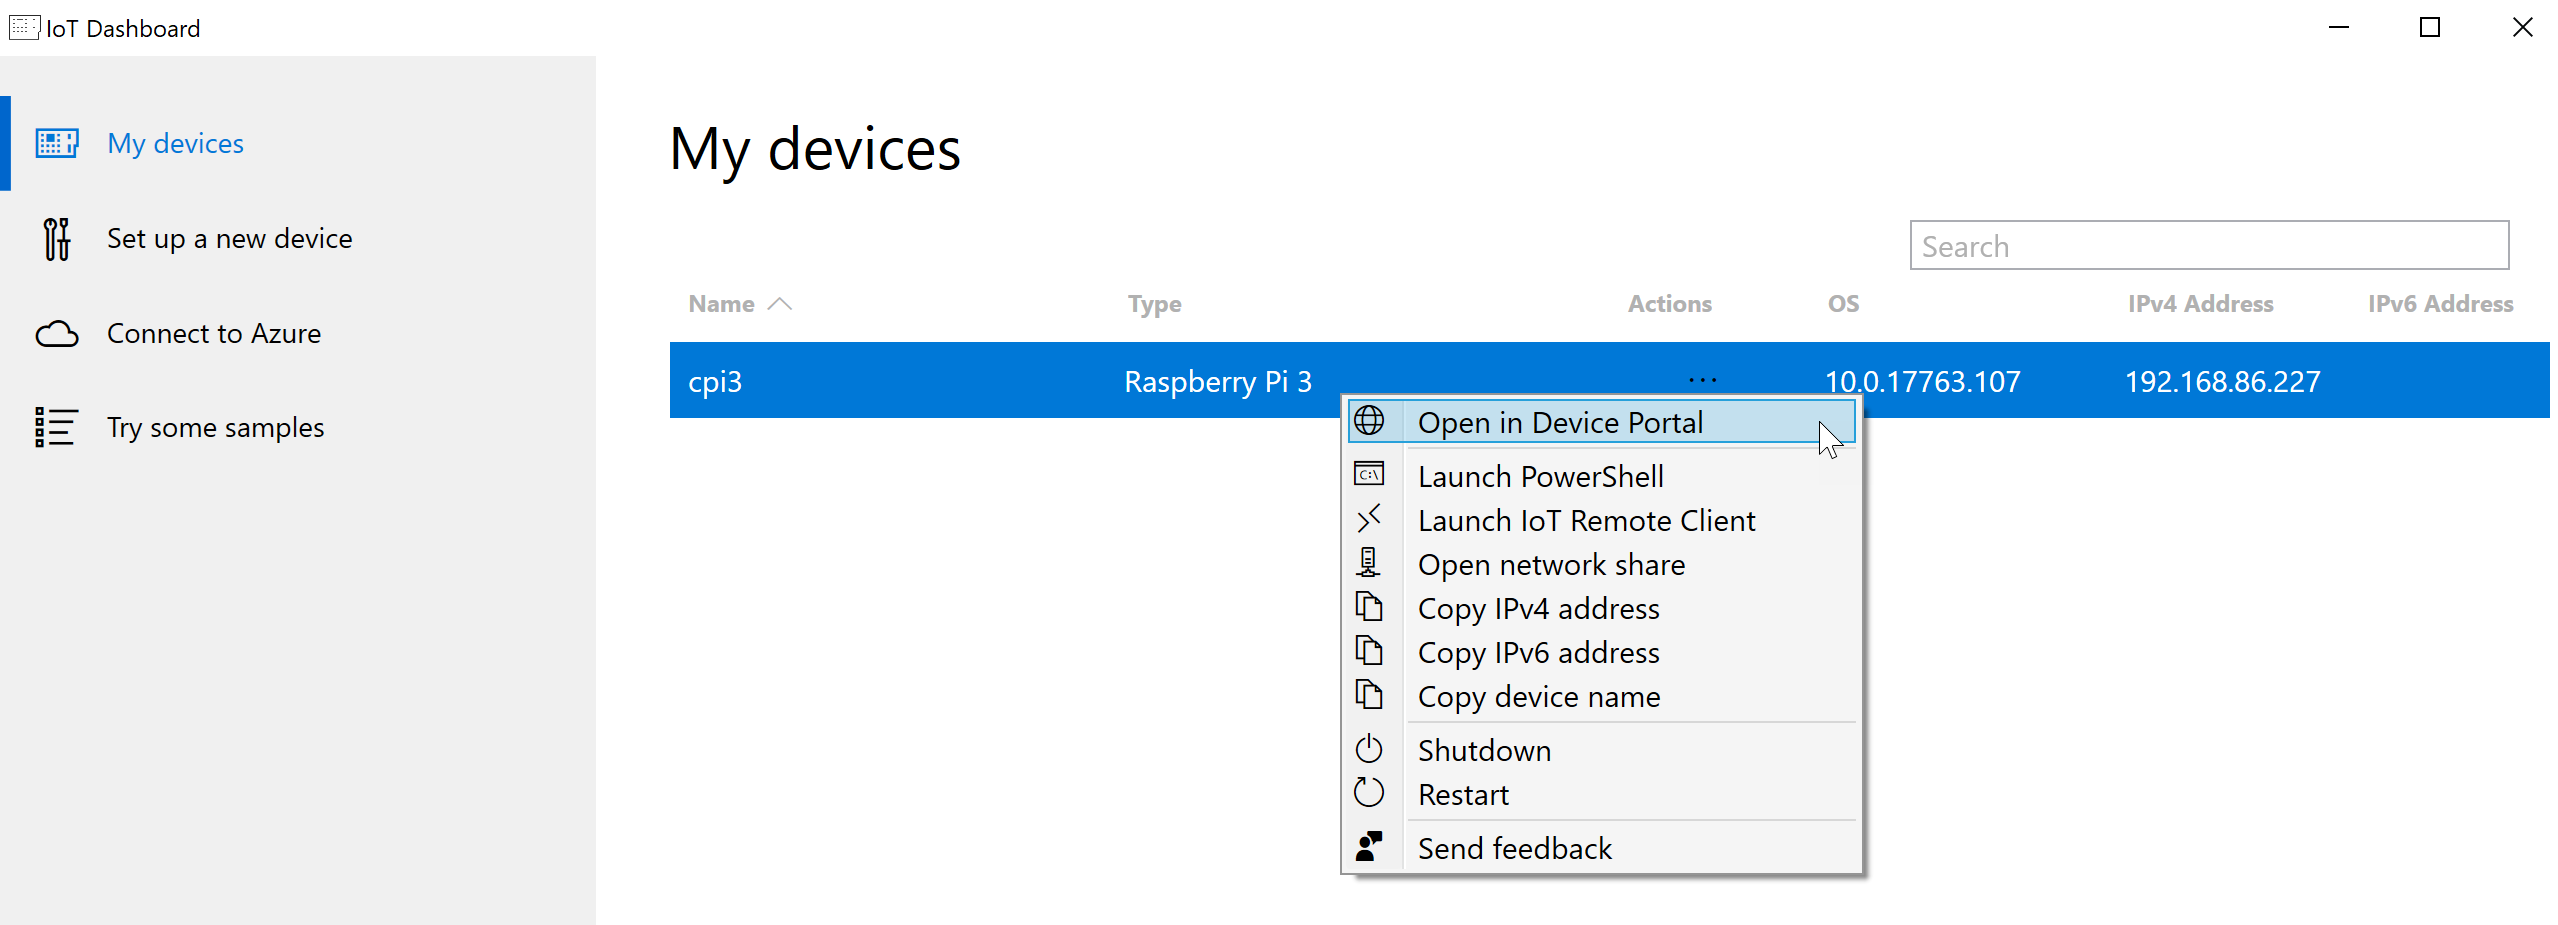 IoT Dashboard
My devices
Set up a new device
Connect to Azure
Try some samples
My devices
Search
Name Type Actions OS IPv4 Address IPv6 Address
cpi3 Raspberry Pi 3 ... 10.0.17763.107 192.168.86.227
Open in Device Portal
C:\ Launch PowerShell
Launch IoT Remote Client
Open network share
Copy IPv4 address
Copy IPv6 address
Copy device name
Shutdown
Restart
Send feedback